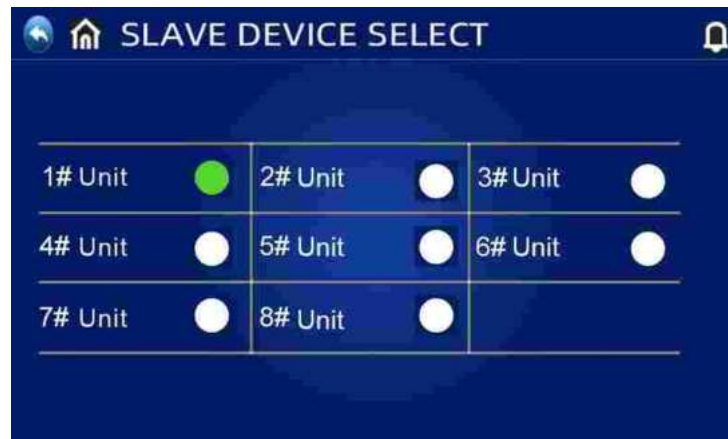 SLAVE DEVICE SELECT
1# Unit 2# Unit 3# Unit
4# Unit 5# Unit 6# Unit
7# Unit 8# Unit